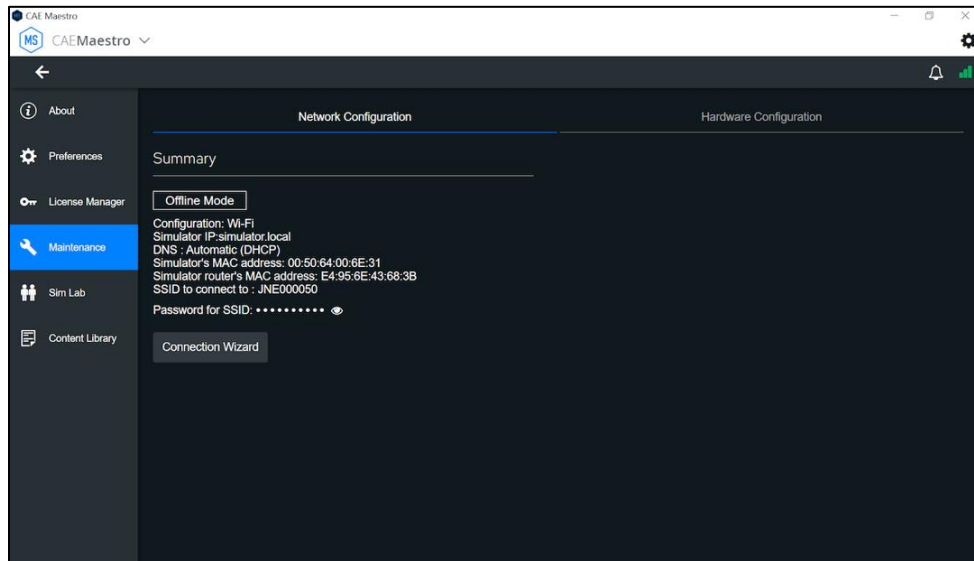 CAE Maestro
MS CAEMaestro
About
Preferences
License Manager
Maintenance
Sim Lab
Content Library
Network Configuration
Hardware Configuration
Summary
Offline Mode
Configuration: Wi-Fi
Simulator IP:simulator.local
DNS : Automatic (DHCP)
Simulator's MAC address: 00:50:64:00:6E:31
Simulator router's MAC address: E4:95:6E:43:68:3B
SSID to connect to : JNE000050
Password for SSID: ••••••••••
Connection Wizard